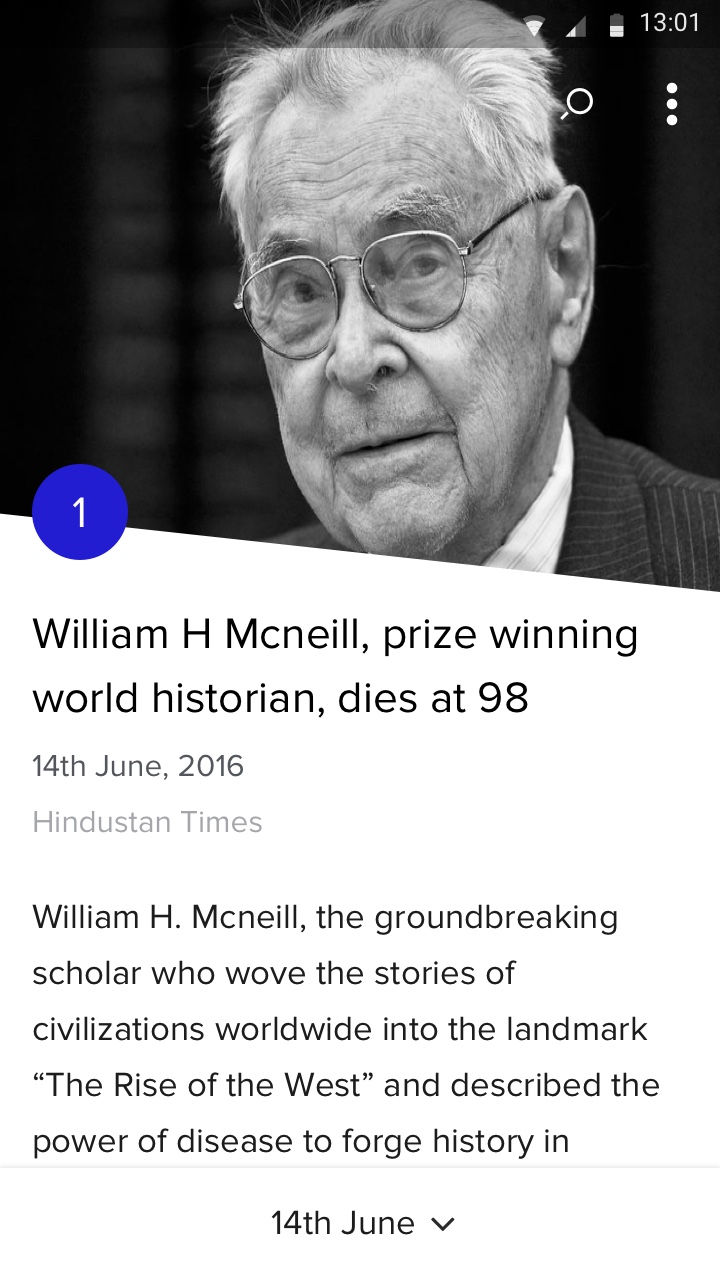 13:01
1
William H Mcneill, prize winning
world historian, dies at 98
14th June, 2016
Hindustan Times
William H. Mcneill, the groundbreaking
scholar who wove the stories of
civilizations worldwide into the landmark
“The Rise of the West” and described the
power of disease to forge history in
14th June